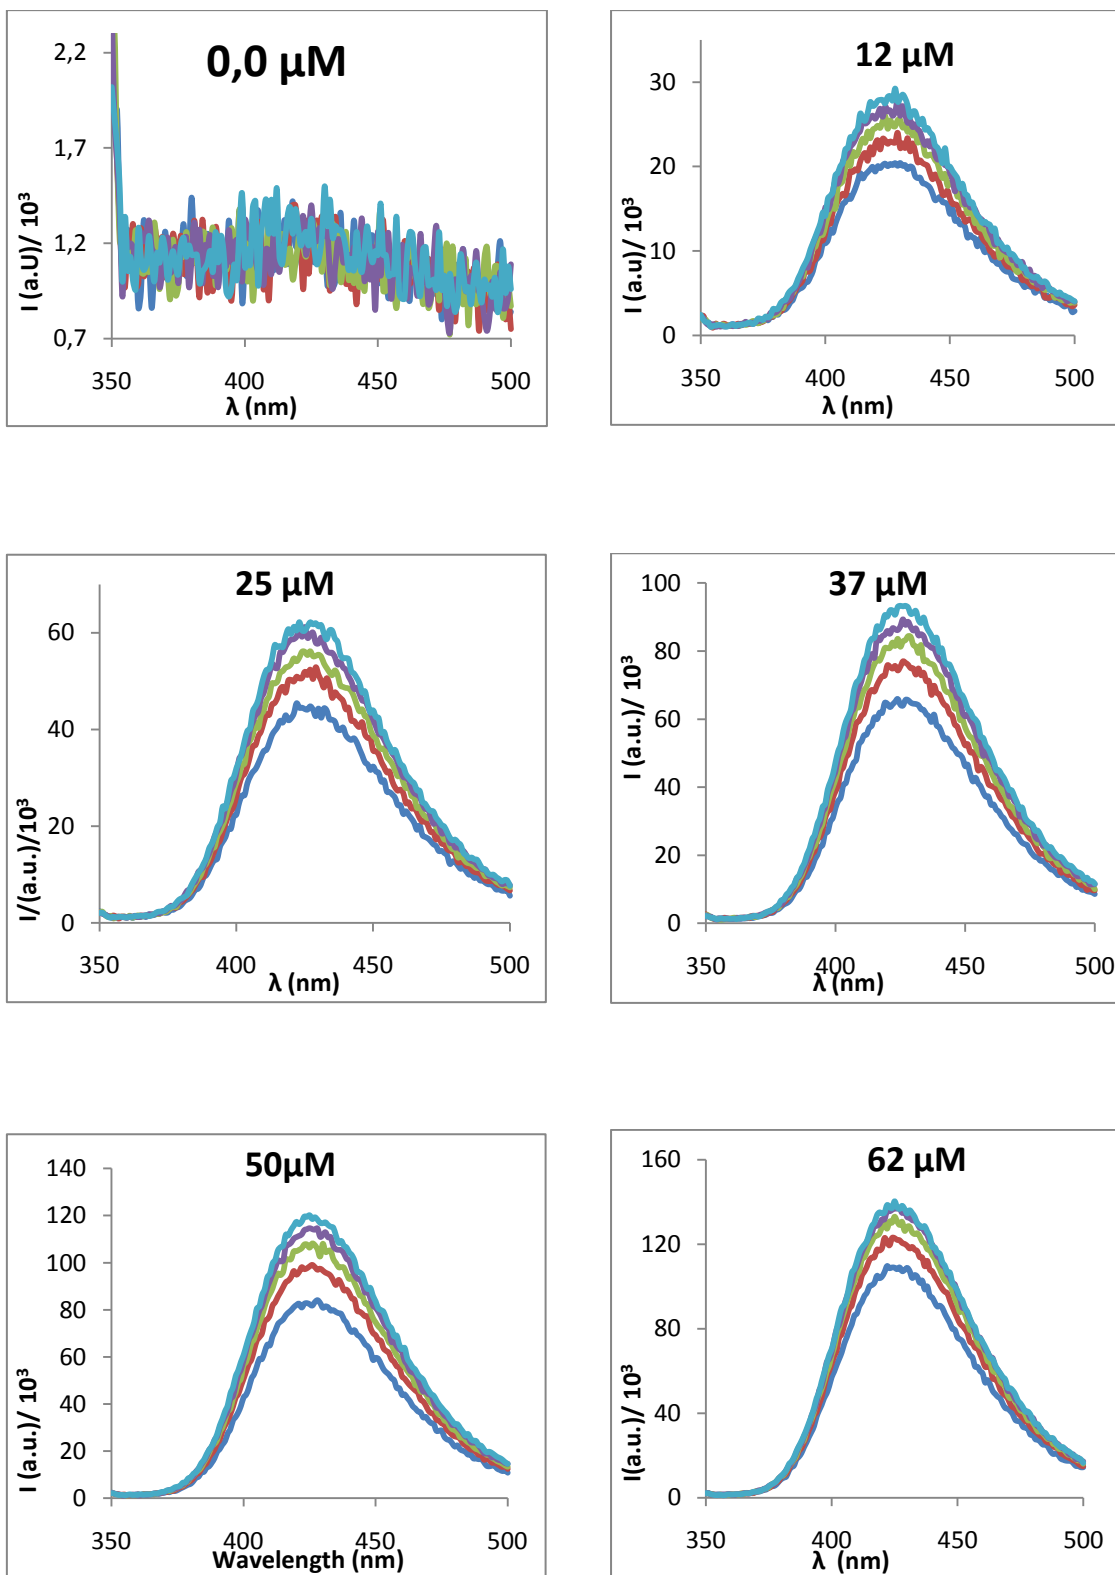 0,0 μM
2,2
1,7
1,2
0,7
I (a.U)/ 10³
350 400 450 500
λ (nm)
12 μM
30
20
10
0
I (a.u)/ 10³
350 400 450 500
λ (nm)
25 μM
60
40
20
0
I/(a.u.)/10³
350 400 450 500
λ (nm)
37 μM
100
80
60
40
20
0
I (a.u.)/ 10³
350 400 450 500
λ (nm)
50μM
140
120
100
80
60
40
20
0
I (a.u.)/ 10³
350 400 450 500
Wavelength (nm)
62 μM
160
120
80
40
0
I(a.u.)/ 10³
350 400 450 500
λ (nm)